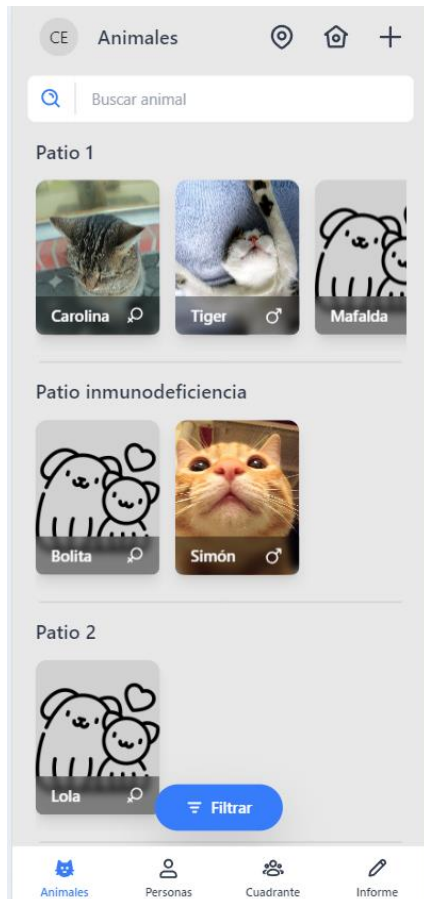 CE Animales
Buscar animal
Patio 1
Carolina Tiger Mafalda
Patio inmunodeficiencia
Bolita Simón
Patio 2
Lola
Filtrar
Animales Personas Cuadrante Informe